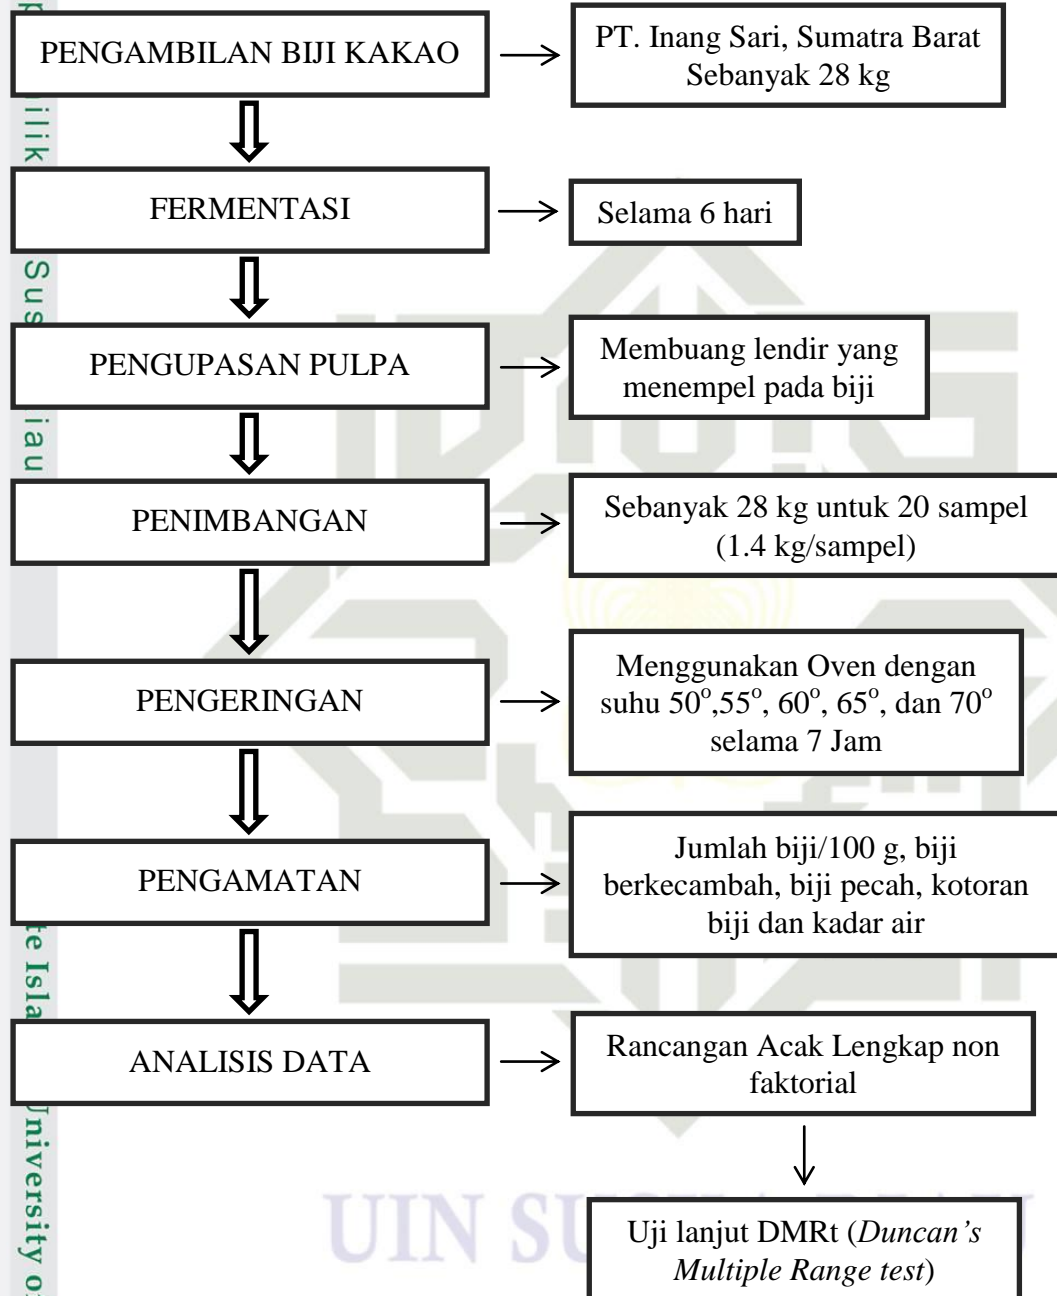 PENGAMBILAN BIJI KAKAO
PT. Inang Sari, Sumatra Barat
Sebanyak 28 kg
FERMENTASI
Selama 6 hari
PENGUPASAN PULPA
Membuang lendir yang
menempel pada biji
PENIMBANGAN
Sebanyak 28 kg untuk 20 sampel
(1.4 kg/sampel)
PENGERINGAN
Menggunakan Oven dengan
suhu 50°,55°, 60°, 65°, dan 70°
selama 7 Jam
PENGAMATAN
Jumlah biji/100 g, biji
berkecambah, biji pecah, kotoran
biji dan kadar air
ANALISIS DATA
Rancangan Acak Lengkap non
faktorial
Uji lanjut DMRt (Duncan’s
Multiple Range test)
UIN